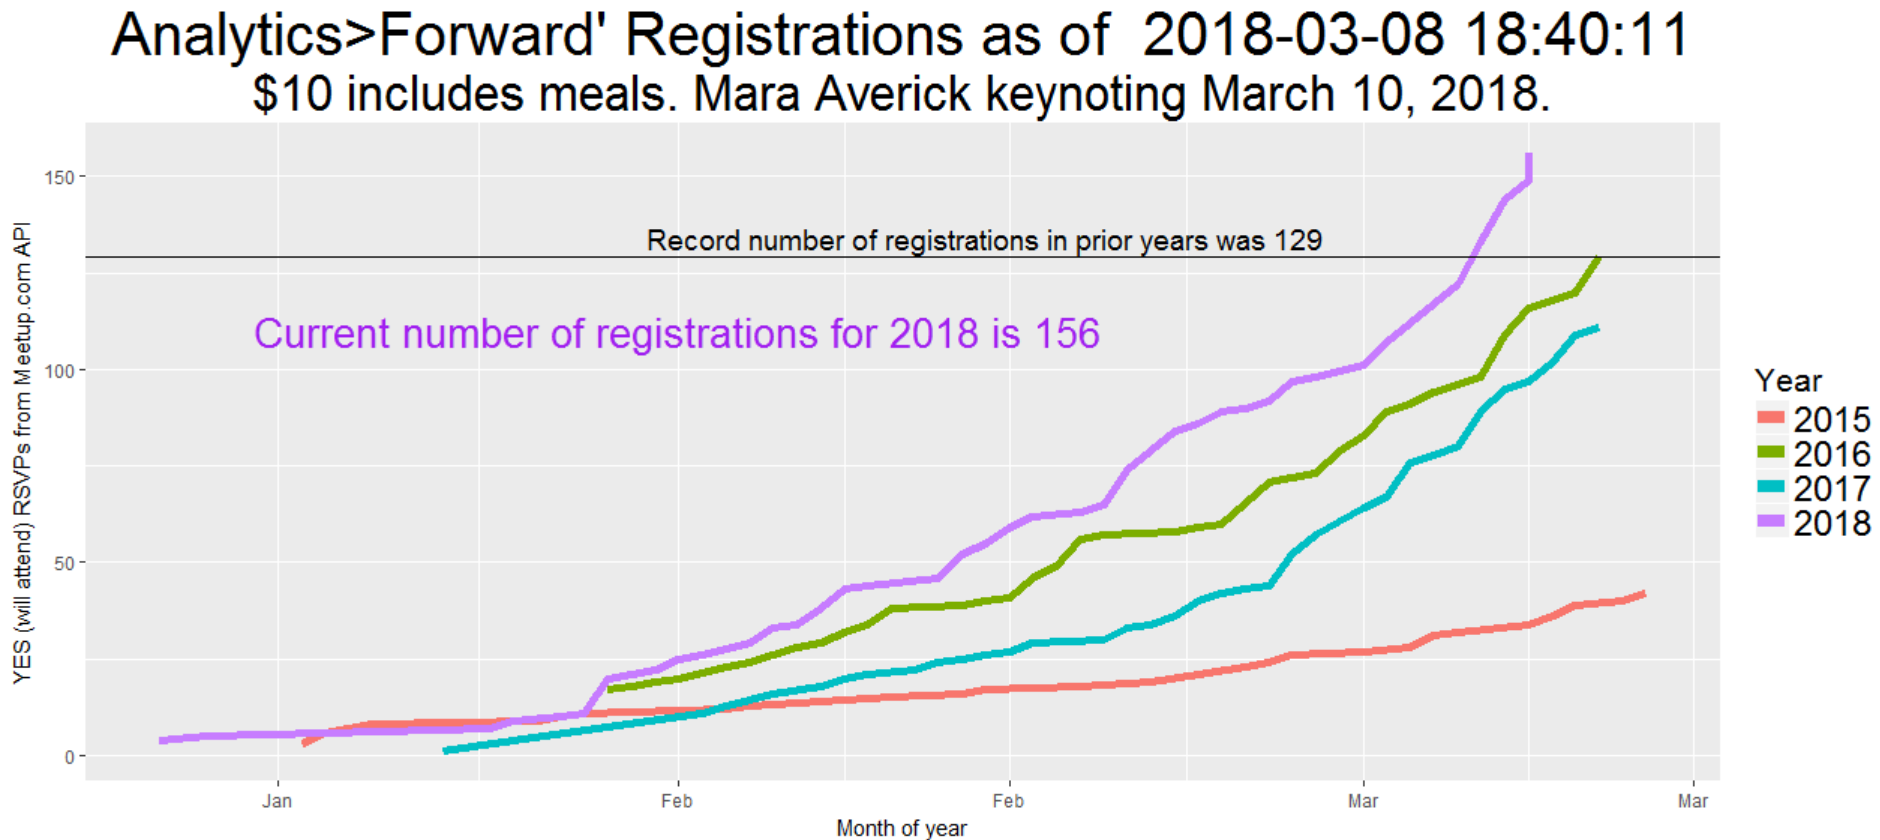 Analytics>Forward' Registrations as of 2018-03-08 18:40:11
$10 includes meals. Mara Averick keynoting March 10, 2018.
YES (will attend) RSVPs from Meetup.com API
150
100
50
0
Record number of registrations in prior years was 129
Current number of registrations for 2018 is 156
Jan
Feb
Feb
Mar
Mar
Month of year
Year
2015
2016
2017
2018